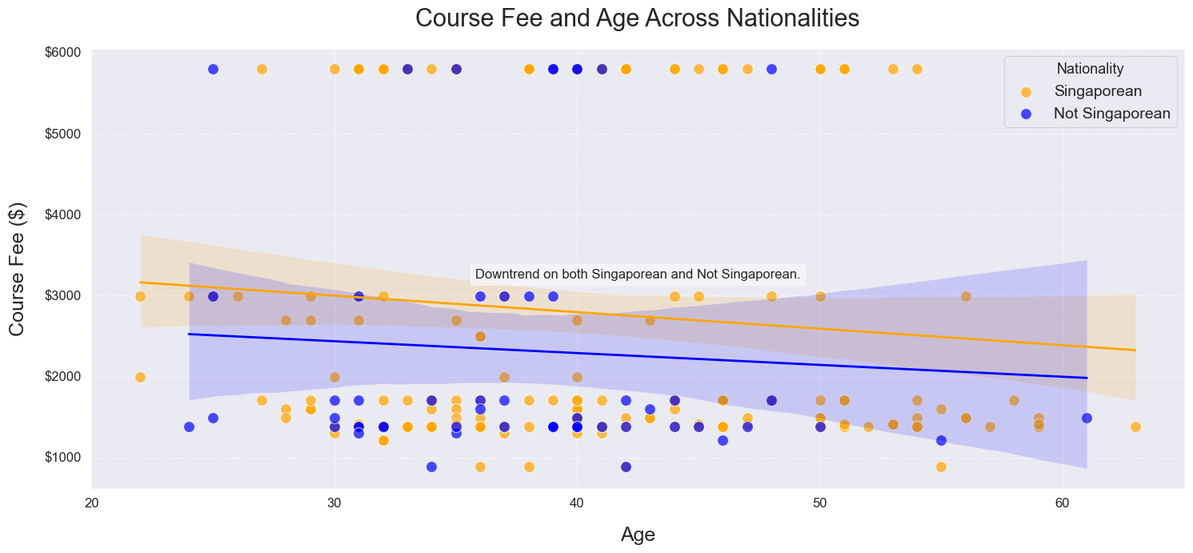 Course Fee and Age Across Nationalities
$6000
Nationality
Singaporean
Not Singaporean
$5000
$4000
Downtrend on both Singaporean and Not Singaporean.
$3000
$2000
$1000
Course Fee ($)
20
30
40
50
60
Age